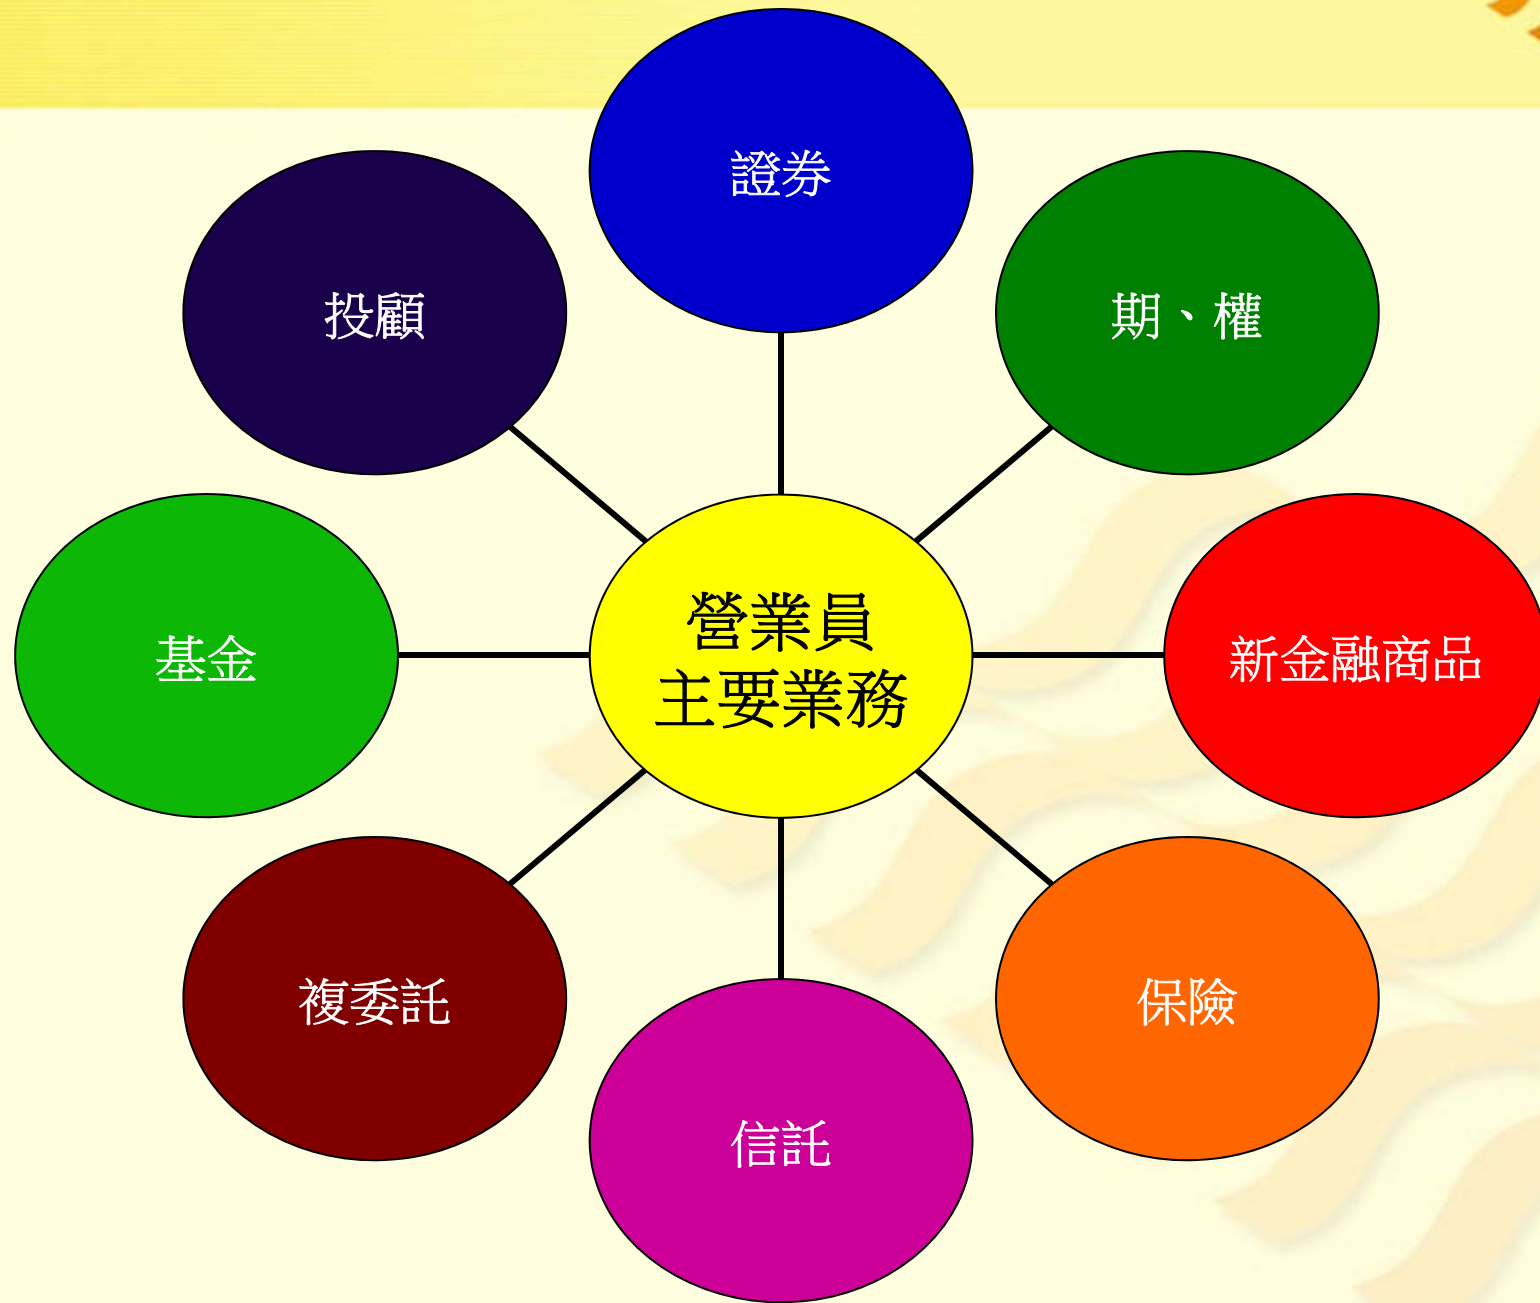 證券
投顧
期、權
營業員
主要業務
基金
新金融商品
複委託
保險
信託